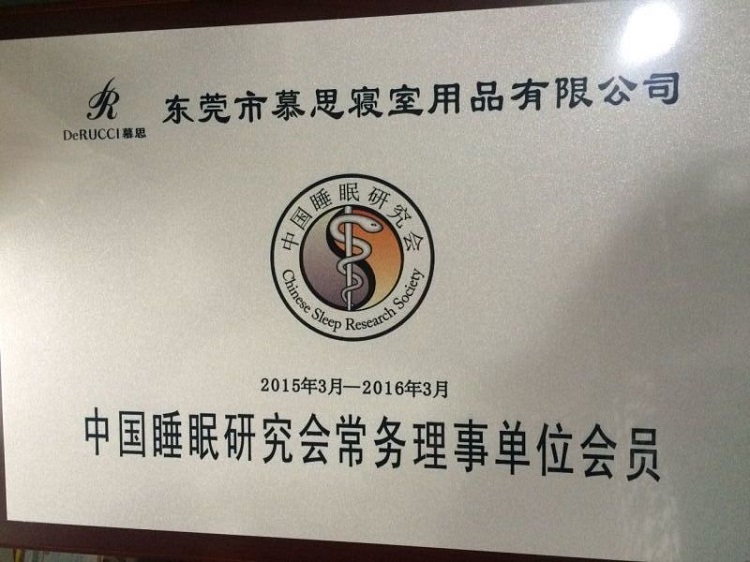 DeRUCCI慕思
东莞市慕思寝室用品有限公司
中国睡眠研究会
Chinese Sleep Research Society
2015年3月—2016年3月
中国睡眠研究会常务理事单位会员